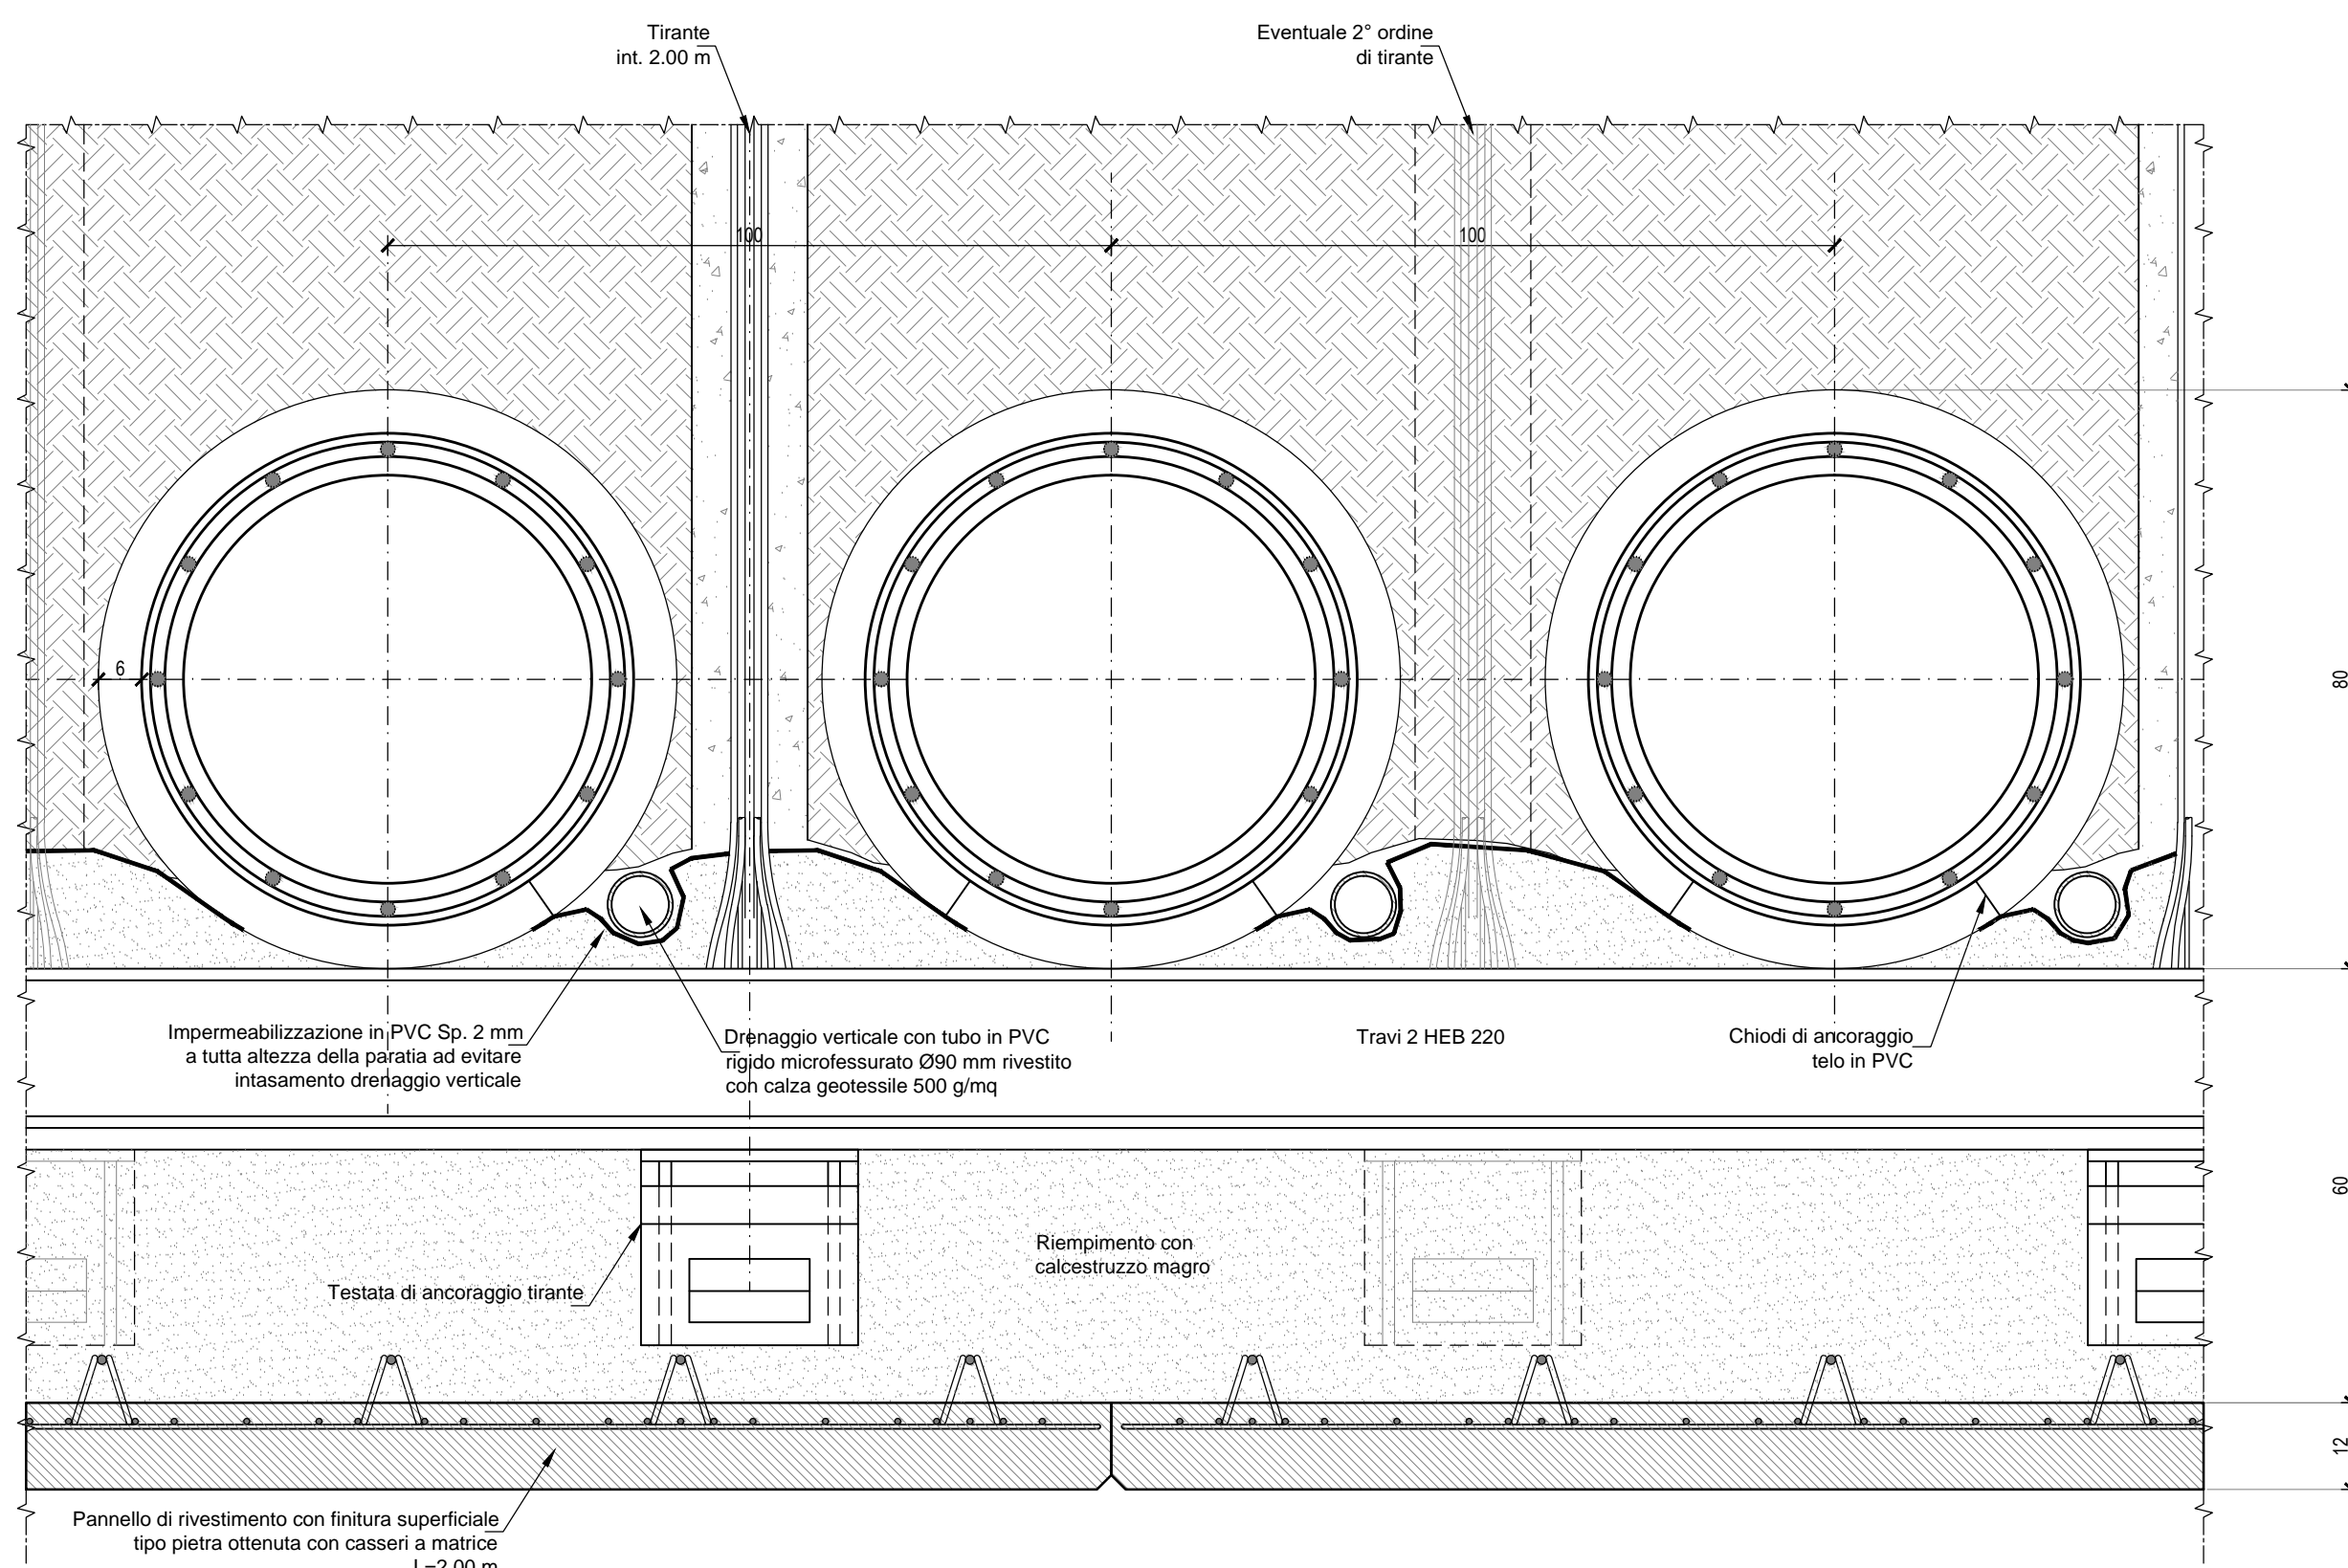 Tirante
int. 2.00 m
Eventuale 2° ordine
di tirante
100
100
6
80
Impermeabilizzazione in PVC Sp. 2 mm
a tutta altezza della paratia ad evitare
intasamento drenaggio verticale
Drenaggio verticale con tubo in PVC
rigido microfessurato Ø90 mm rivestito
con calza geotessile 500 g/mq
Travi 2 HEB 220
Chiodi di ancoraggio
telo in PVC
60
Riempimento con
calcestruzzo magro
Testata di ancoraggio tirante
12
Pannello di rivestimento con finitura superficiale
tipo pietra ottenuta con casseri a matrice
L=2.00 m